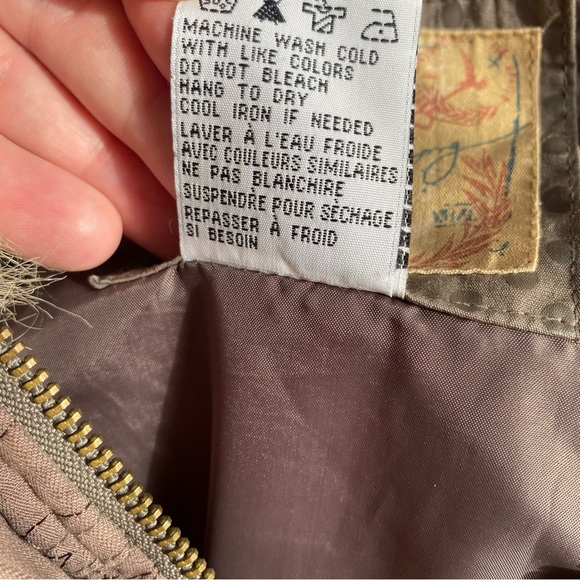 MACHINE WASH COLD
WITH LIKE COLORS
DO NOT BLEACH
HANG TO DRY
COOL IRON IF NEEDED
LAVER À L'EAU FROIDE
AVEC COULEURS SIMILAIRES
NE PAS BLANCHIRE
SUSPENDRE POUR SÉCHAGE
REPASSER À FROID
SI BESOIN